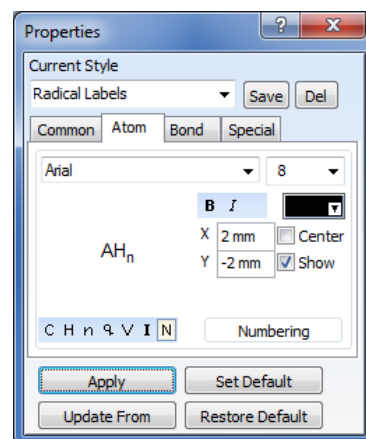 Properties ? X
Current Style
Radical Labels Save Del
Common Atom Bond Special
Arial 8
B I
X 2 mm Center
AHn
Y -2 mm Show
C H n q V I N Numbering
Apply Set Default
Update From Restore Default